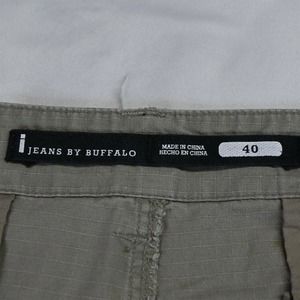 i JEANS BY BUFFALO
MADE IN CHINA
HECHO EN CHINA
40